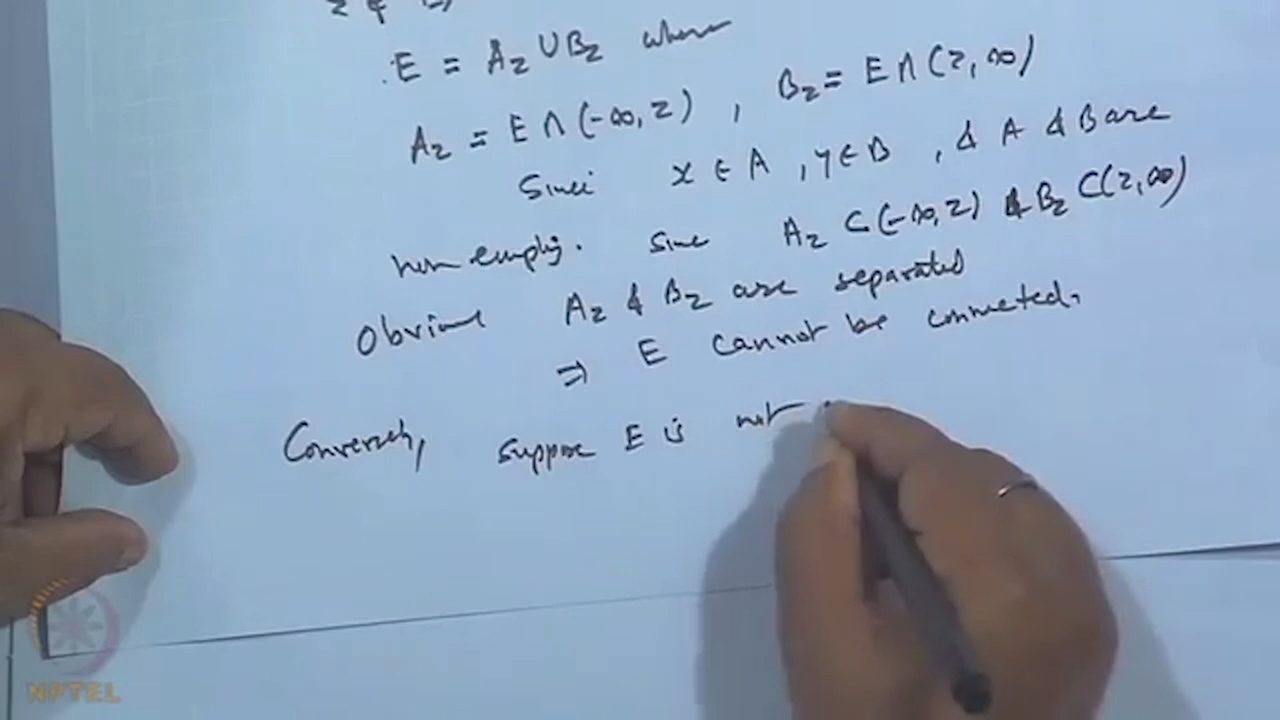 E = A_z ∪ B_z where
A_z = E ∩ (-∞, z) , B_z = E ∩ (z, ∞)
Since x ∈ A , y ∈ B , & A & B are
non empty. Since A_z ⊂ (-∞, z) & B_z ⊂ (z, ∞)
Obvious A_z & B_z are separated
⇒ E cannot be connected.
Conversely, suppose E is not
NPTEL